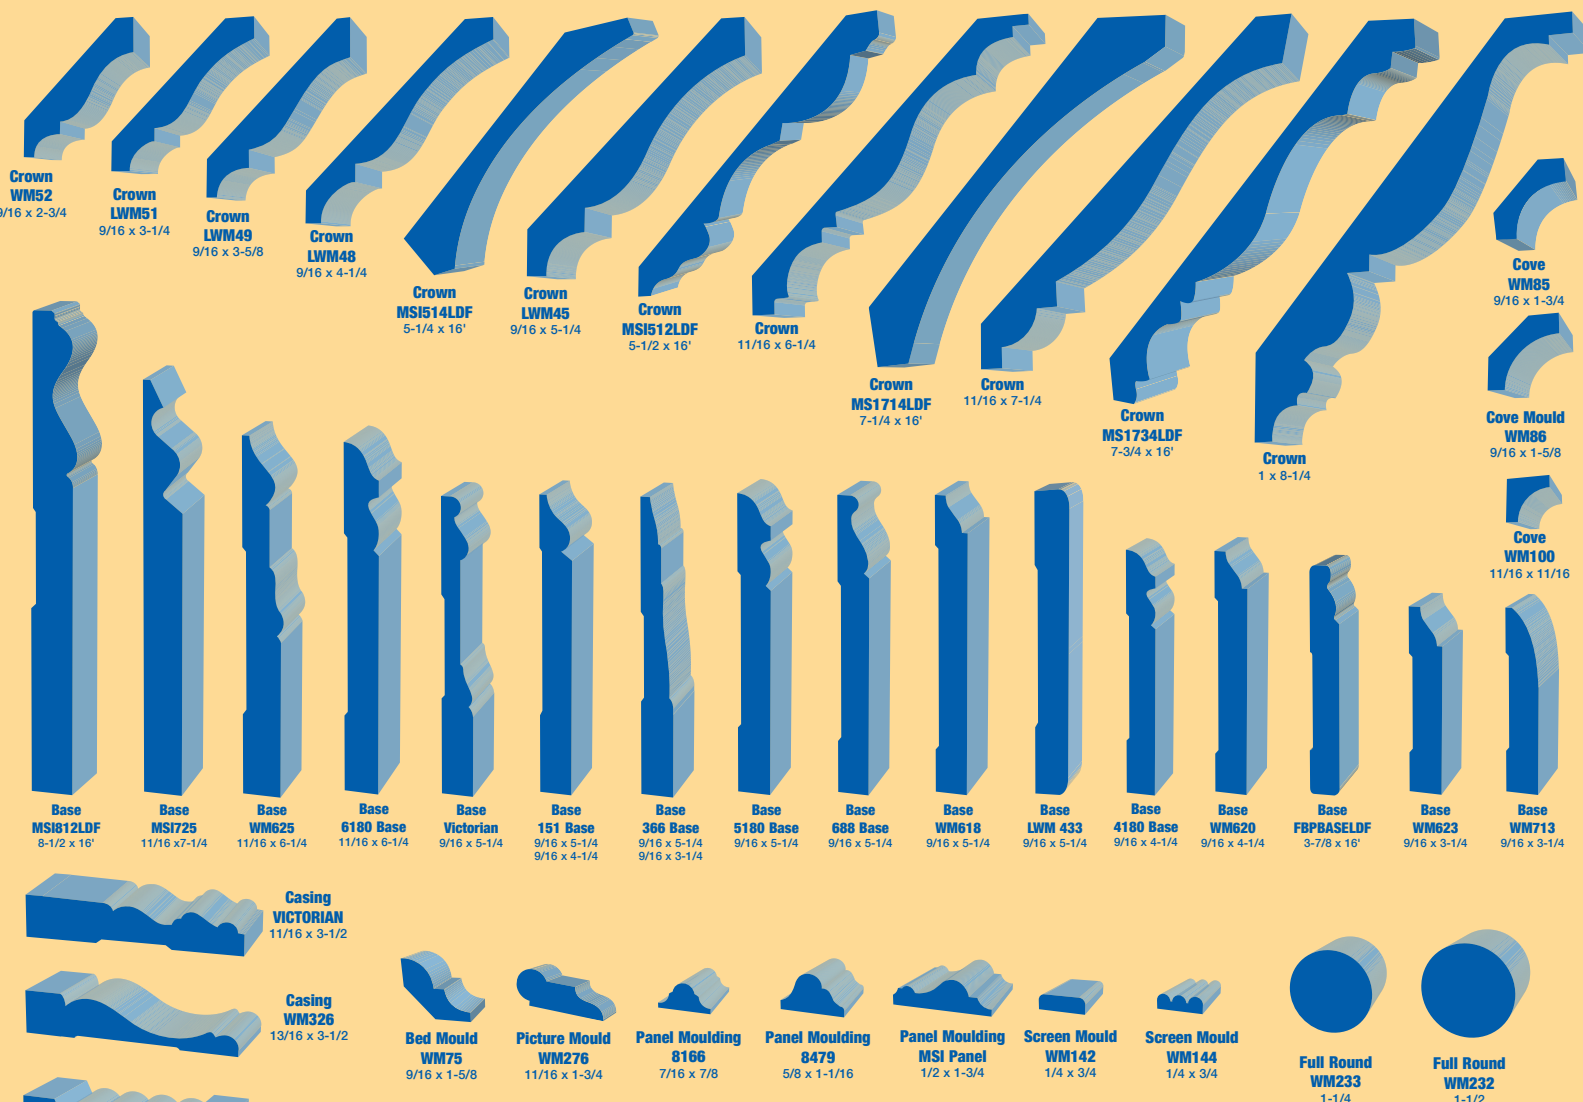 Crown
WM52
9/16 x 2-3/4
Crown
LWM51
9/16 x 3-1/4
Crown
LWM49
9/16 x 3-5/8
Crown
LWM48
9/16 x 4-1/4
Crown
MSI514LDF
5-1/4 x 16'
Crown
LWM45
9/16 x 5-1/4
Crown
MSI512LDF
5-1/2 x 16'
Crown
11/16 x 6-1/4
Crown
MS1714LDF
7-1/4 x 16'
Crown
11/16 x 7-1/4
Crown
MS1734LDF
7-3/4 x 16'
Crown
1 x 8-1/4
Cove
WM85
9/16 x 1-3/4
Cove Mould
WM86
9/16 x 1-5/8
Cove
WM100
11/16 x 11/16
Base
MSI812LDF
8-1/2 x 16'
Base
MSI725
11/16 x7-1/4
Base
WM625
11/16 x 6-1/4
Base
6180 Base
11/16 x 6-1/4
Base
Victorian
9/16 x 5-1/4
Base
151 Base
9/16 x 5-1/4
9/16 x 4-1/4
Base
366 Base
9/16 x 5-1/4
9/16 x 3-1/4
Base
5180 Base
9/16 x 5-1/4
Base
688 Base
9/16 x 5-1/4
Base
WM618
9/16 x 5-1/4
Base
LWM 433
9/16 x 5-1/4
Base
4180 Base
9/16 x 4-1/4
Base
WM620
9/16 x 4-1/4
Base
FBPBASELDF
3-7/8 x 16'
Base
WM623
9/16 x 3-1/4
Base
WM713
9/16 x 3-1/4
Casing
VICTORIAN
11/16 x 3-1/2
Casing
WM326
13/16 x 3-1/2
Bed Mould
WM75
9/16 x 1-5/8
Picture Mould
WM276
11/16 x 1-3/4
Panel Moulding
8166
7/16 x 7/8
Panel Moulding
8479
5/8 x 1-1/16
Panel Moulding
MSI Panel
1/2 x 1-3/4
Screen Mould
WM142
1/4 x 3/4
Screen Mould
WM144
1/4 x 3/4
Full Round
WM233
1-1/4
Full Round
WM232
1-1/2